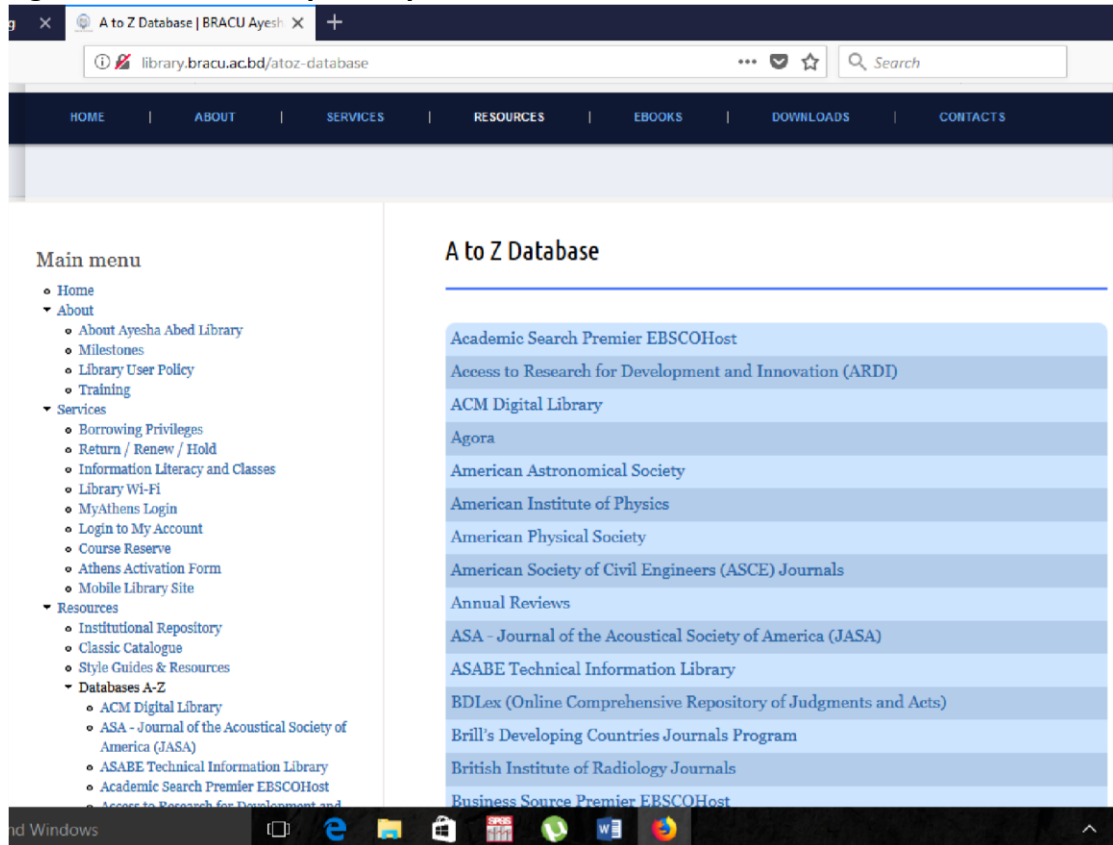 A to Z Database | BRACU Ayesh
library.bracu.ac.bd/atoz-database
Search
HOME | ABOUT | SERVICES | RESOURCES | EBOOKS | DOWNLOADS | CONTACTS
Main menu
Home
About
About Ayesha Abed Library
Milestones
Library User Policy
Training
Services
Borrowing Privileges
Return / Renew / Hold
Information Literacy and Classes
Library Wi-Fi
MyAthens Login
Login to My Account
Course Reserve
Athens Activation Form
Mobile Library Site
Resources
Institutional Repository
Classic Catalogue
Style Guides & Resources
Databases A-Z
ACM Digital Library
ASA - Journal of the Acoustical Society of
America (JASA)
ASABE Technical Information Library
Academic Search Premier EBSCOHost
Access to Research for Development and
A to Z Database
Academic Search Premier EBSCOHost
Access to Research for Development and Innovation (ARDI)
ACM Digital Library
Agora
American Astronomical Society
American Institute of Physics
American Physical Society
American Society of Civil Engineers (ASCE) Journals
Annual Reviews
ASA - Journal of the Acoustical Society of America (JASA)
ASABE Technical Information Library
BDLex (Online Comprehensive Repository of Judgments and Acts)
Brill's Developing Countries Journals Program
British Institute of Radiology Journals
Business Source Premier EBSCOHost
nd Windows
SPSS